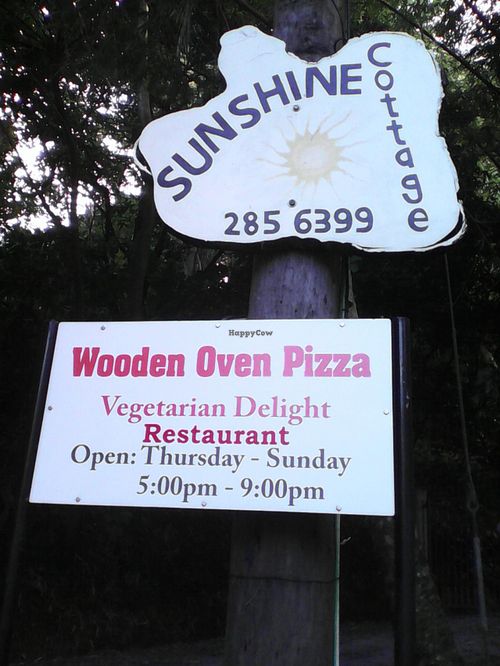 SUNSHINE
Cottage
285 6399
HappyCow
Wooden Oven Pizza
Vegetarian Delight
Restaurant
Open: Thursday - Sunday
5:00pm - 9:00pm